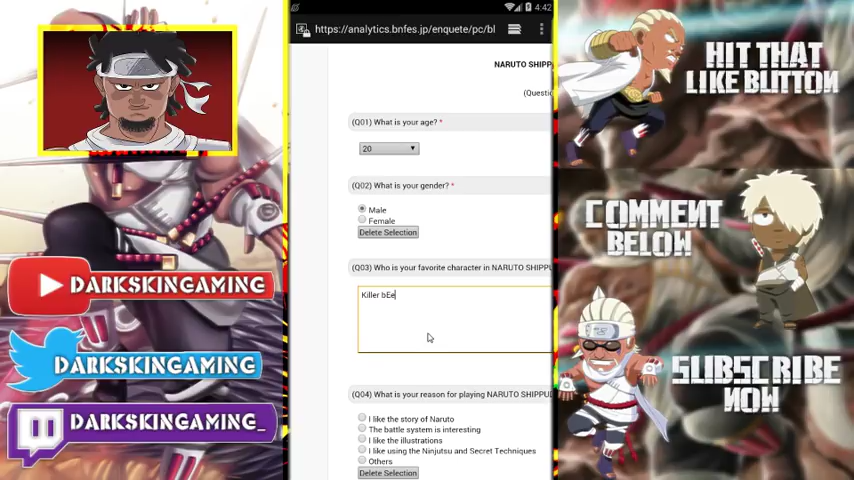 4:42
https://analytics.bnfes.jp/enquete/pc/bl
NARUTO SHIPPU
(Questic
(Q01) What is your age? *
20
(Q02) What is your gender? *
Male
Female
Delete Selection
(Q03) Who is your favorite character in NARUTO SHIPPU
Killer bEe
(Q04) What is your reason for playing NARUTO SHIPPUD
I like the story of Naruto
The battle system is interesting
I like the illustrations
I like using the Ninjutsu and Secret Techniques
Others
Delete Selection
DARKSKINGAMING
DARKSKINGAMING
DARKSKINGAMING_
HIT THAT
LIKE BUTTON
COMMENT
BELOW
SUBSCRIBE
NOW